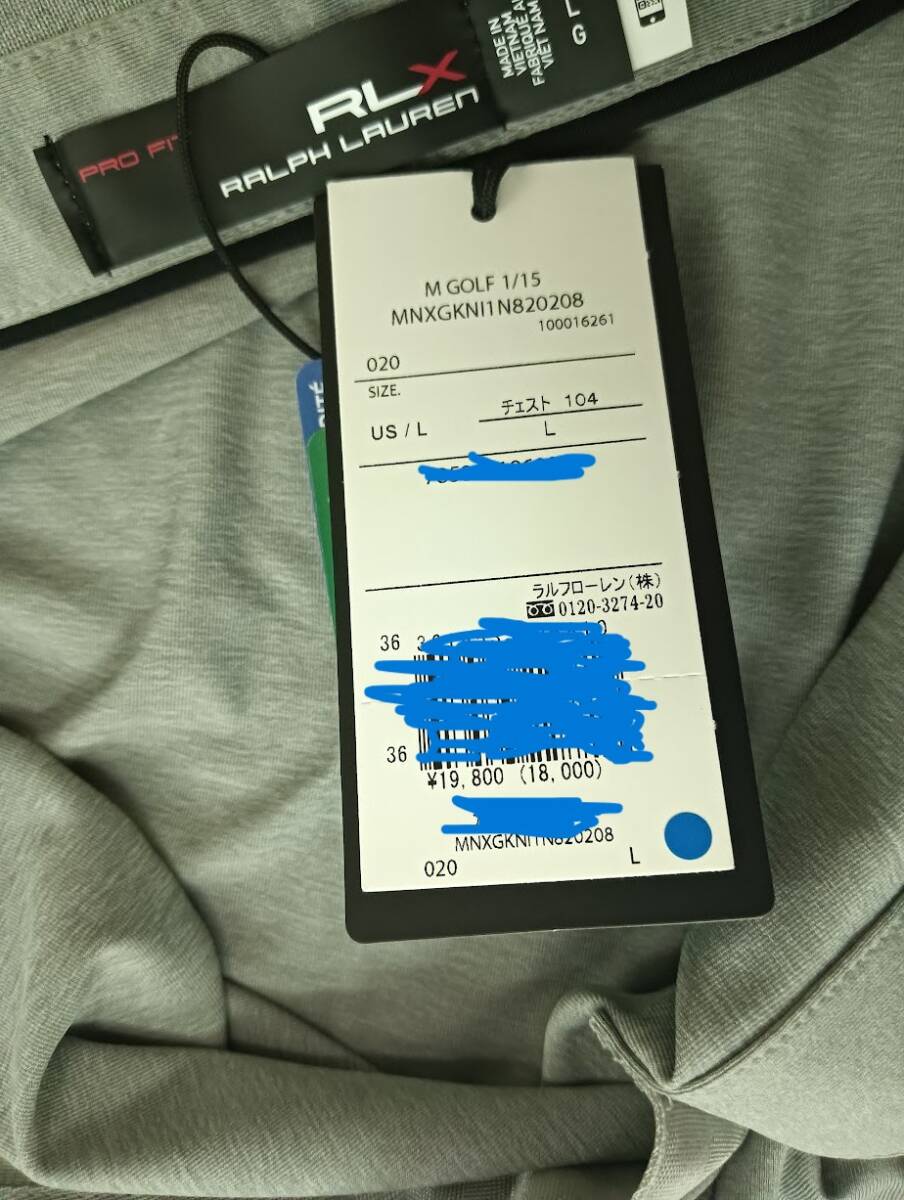 PRO FIT
RLX
RALPH LAUREN
MADE IN
VIETNAM
FABRIQUE A
VIET NAM
L
G
M GOLF 1/15
MNXGKNI1N820208
100016261
020
SIZE.
チェスト 104
US / L
L
ラルフローレン(株)
0120-3274-20
36
36
¥19,800 (18,000)
MNXGKNI1N820208
020
L